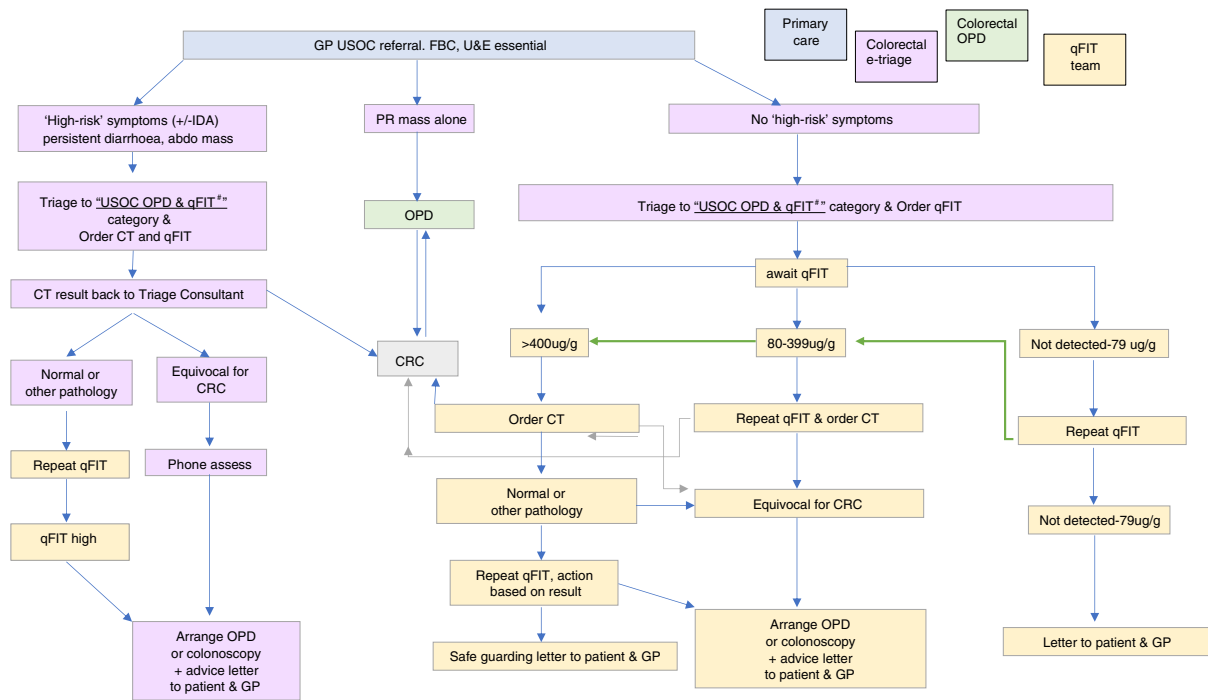 GP USOC referral. FBC, U&E essential
Primary
care
Colorectal
e-triage
Colorectal
OPD
qFIT
team
‘High-risk’ symptoms (+/-IDA)
persistent diarrhoea, abdo mass
PR mass alone
No ‘high-risk’ symptoms
Triage to “USOC OPD & qFIT#”
category &
Order CT and qFIT
OPD
Triage to “USOC OPD & qFIT#” category & Order qFIT
CT result back to Triage Consultant
await qFIT
CRC
>400ug/g
80-399ug/g
Not detected-79 ug/g
Normal or
other pathology
Equivocal for
CRC
Order CT
Repeat qFIT & order CT
Repeat qFIT
Repeat qFIT
Phone assess
Normal or
other pathology
Equivocal for CRC
Not detected-79ug/g
qFIT high
Repeat qFIT, action
based on result
Arrange OPD
or colonoscopy
+ advice letter
to patient & GP
Safe guarding letter to patient & GP
Arrange OPD
or colonoscopy
+ advice letter
to patient & GP
Letter to patient & GP